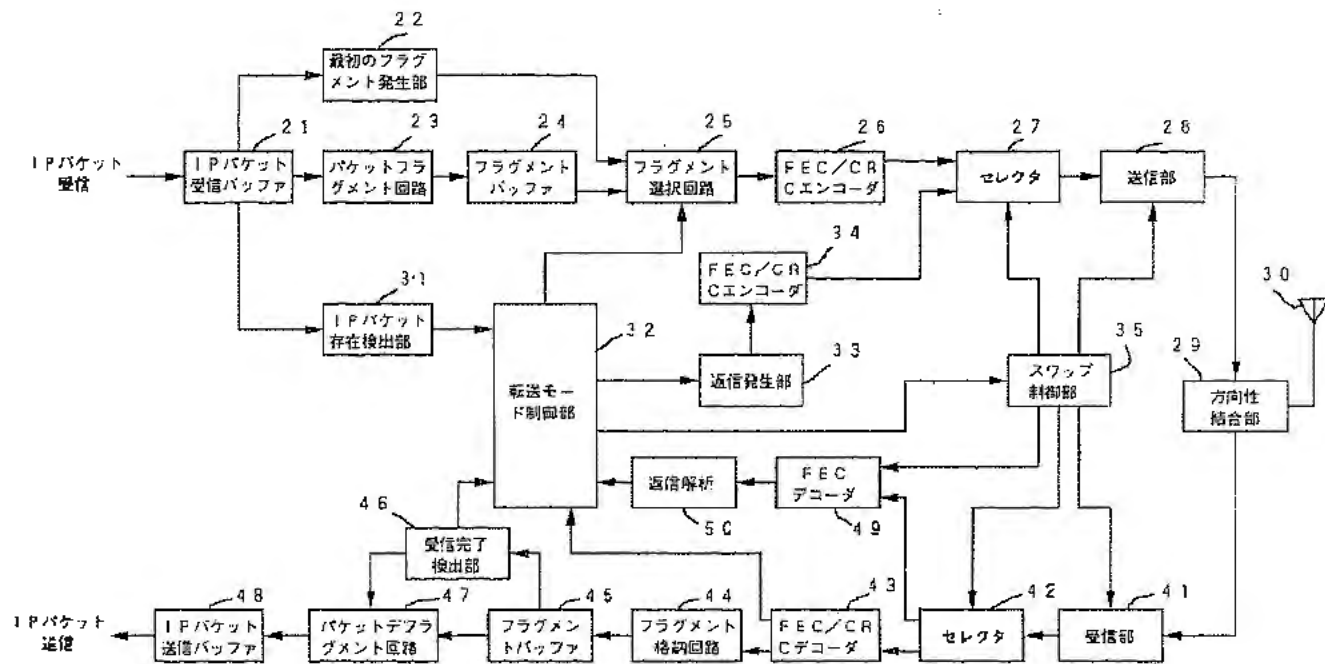 22
最初のフラグ
メント発生部
21
23
24
25
26
27
28
IPパケット
受信
IPパケット
受信バッファ
パケットフラ
グメント回路
フラグメント
バッファ
フラグメント
選択回路
FEC/CR
Cエンコーダ
セレクタ
送信部
34
FEC/CR
Cエンコーダ
30
31
IPパケット
存在検出部
32
転送モー
ド制御部
33
返信発生部
35
スワップ
制御部
29
方向性
結合部
返信解析
50
FEC
デコーダ
49
46
受信完了
検出部
48
47
45
44
43
42
41
IPパケット
送信
IPパケット
送信バッファ
パケットデフラ
グメント回路
フラグメン
トバッファ
フラグメント
格納回路
FEC/CR
Cデコーダ
セレクタ
受信部